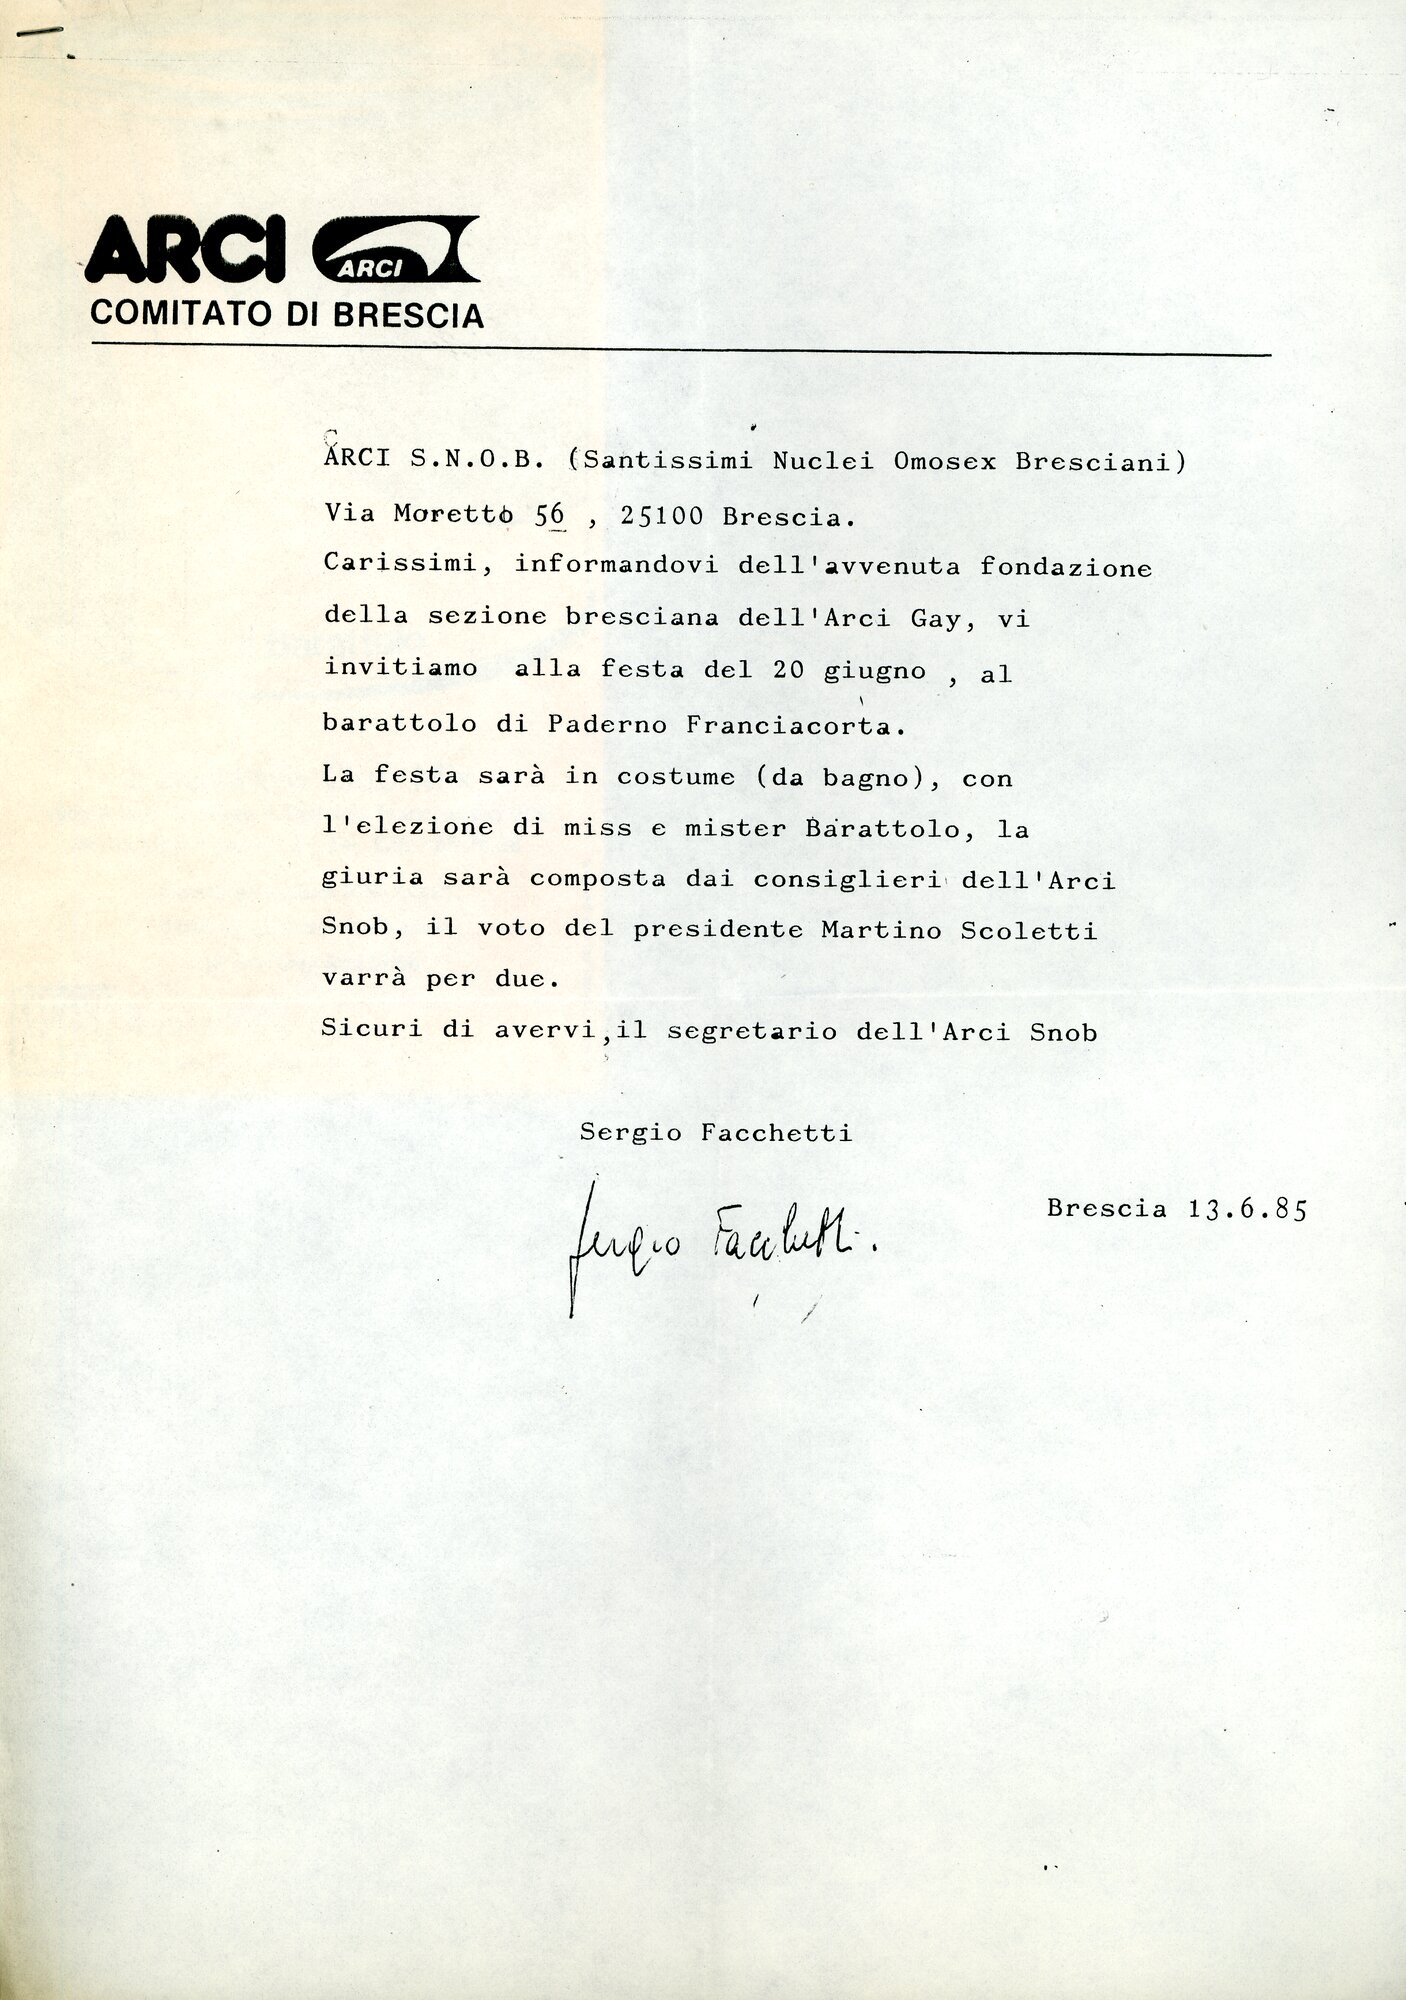 ARCI ARCI
COMITATO DI BRESCIA
ARCI S.N.O.B. (Santissimi Nuclei Omosex Bresciani)
Via Moretto 56 , 25100 Brescia.
Carissimi, informandovi dell'avvenuta fondazione
della sezione bresciana dell'Arci Gay, vi
invitiamo alla festa del 20 giugno , al
barattolo di Paderno Franciacorta.
La festa sarà in costume (da bagno), con
l'elezione di miss e mister Barattolo, la
giuria sarà composta dai consiglieri dell'Arci
Snob, il voto del presidente Martino Scoletti
varrà per due.
Sicuri di avervi,il segretario dell'Arci Snob
Sergio Facchetti
Brescia 13.6.85
Sergio Facchetti.